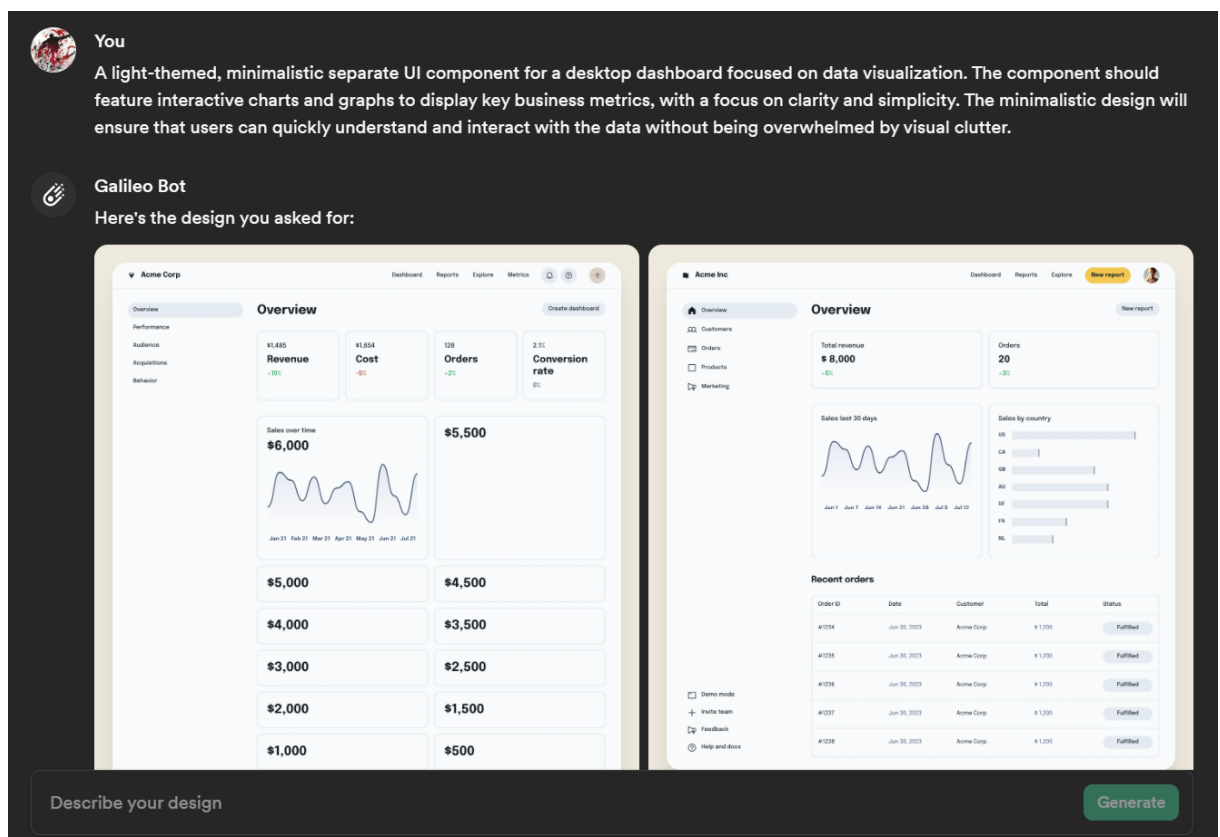 You
A light-themed, minimalistic separate UI component for a desktop dashboard focused on data visualization. The component should
feature interactive charts and graphs to display key business metrics, with a focus on clarity and simplicity. The minimalistic design will
ensure that users can quickly understand and interact with the data without being overwhelmed by visual clutter.
Galileo Bot
Here's the design you asked for:
Acme Corp
Dashboard Reports Explore Metrics
Overview
Performance
Audience
Acquisitions
Behavior
Overview
Create dashboard
$1,485
Revenue
-10%
$1,654
Cost
-5%
128
Orders
-2%
2.1%
Conversion
rate
0%
Sales over time
$6,000
Jan 21 Feb 21 Mar 21 Apr 21 May 21 Jun 21 Jul 21
$5,500
$5,000
$4,500
$4,000
$3,500
$3,000
$2,500
$2,000
$1,500
$1,000
$500
Acme Inc
Dashboard Reports Explore New report
Overview
Customers
Orders
Products
Marketing
Demo mode
Invite team
Feedback
Help and docs
Overview
New report
Total revenue
$ 8,000
Orders
20
Sales last 30 days
Jun 1 Jun 7 Jun 14 Jun 21 Jun 28 Jul 5 Jul 12
Sales by country
US
CA
GB
AU
DE
FR
NL
Recent orders
Order ID Date Customer Total Status
#1234 Jun 30, 2023 Acme Corp $ 1,200 Fulfilled
#1235 Jun 30, 2023 Acme Corp $ 1,200 Fulfilled
#1236 Jun 30, 2023 Acme Corp $ 1,200 Fulfilled
#1237 Jun 30, 2023 Acme Corp $ 1,200 Fulfilled
#1238 Jun 30, 2023 Acme Corp $ 1,200 Fulfilled
Describe your design
Generate